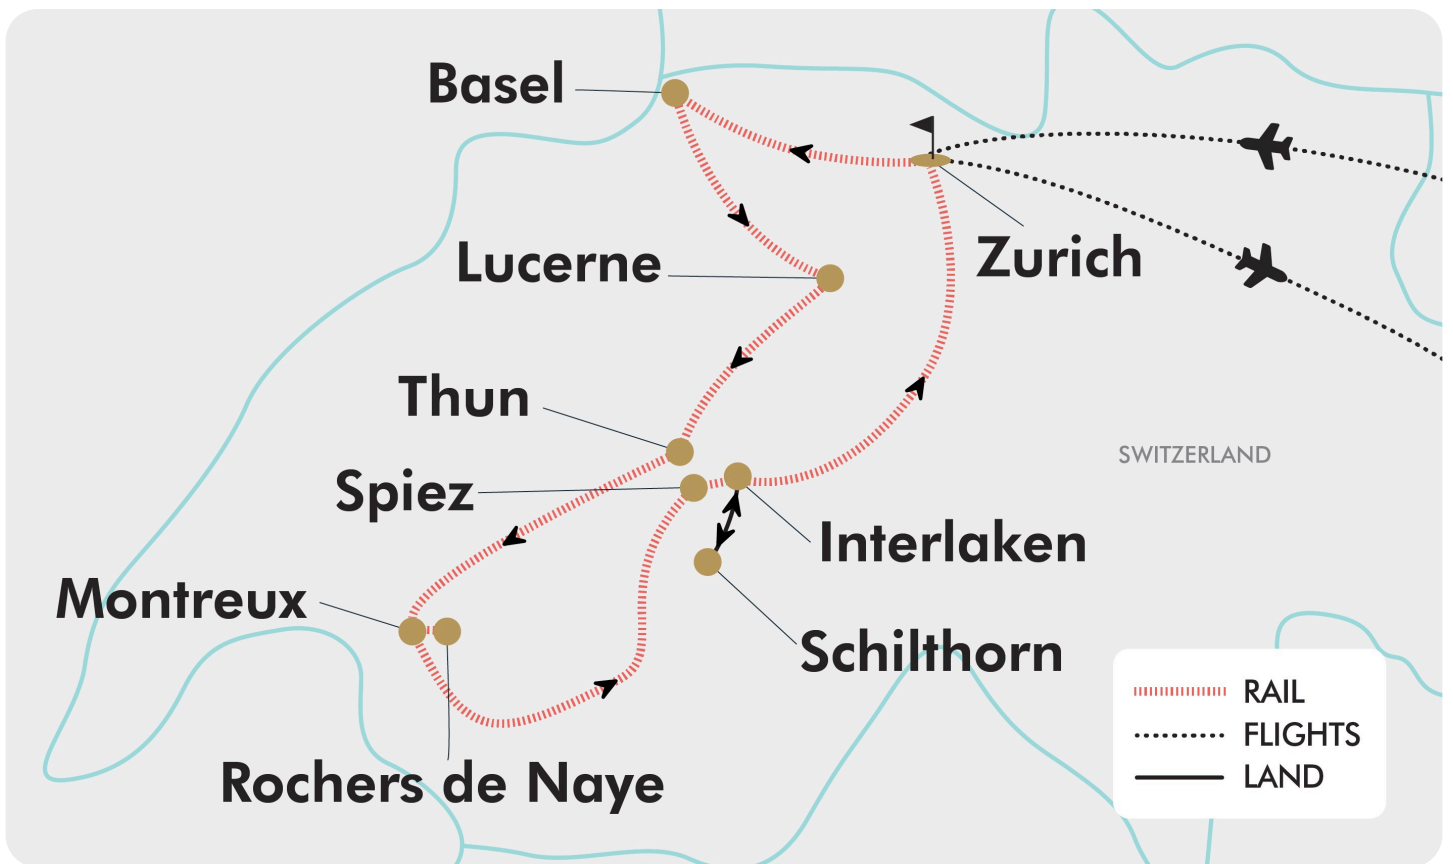 Basel
Zurich
Lucerne
Thun
SWITZERLAND
Spiez
Interlaken
Montreux
Schilthorn
Rochers de Naye
RAIL
FLIGHTS
LAND